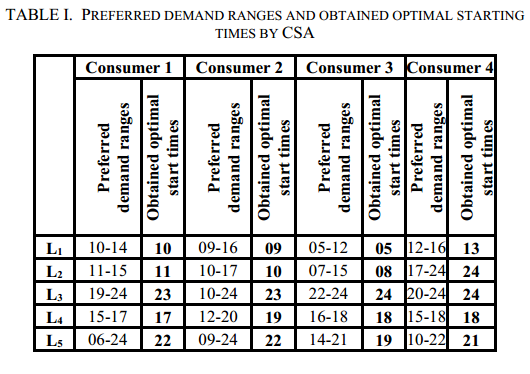 TABLE I. PREFERRED DEMAND RANGES AND OBTAINED OPTIMAL STARTING
TIMES BY CSA
Consumer 1 Consumer 2 Consumer 3 Consumer 4
Preferred demand ranges Obtained optimal start times Preferred demand ranges Obtained optimal start times Preferred demand ranges Obtained optimal start times Preferred demand ranges Obtained optimal start times
L1 10-14 10 09-16 09 05-12 05 12-16 13
L2 11-15 11 10-17 10 07-15 08 17-24 24
L3 19-24 23 10-24 23 22-24 24 20-24 24
L4 15-17 17 12-20 19 16-18 18 15-18 18
L5 06-24 22 09-24 22 14-21 19 10-22 21